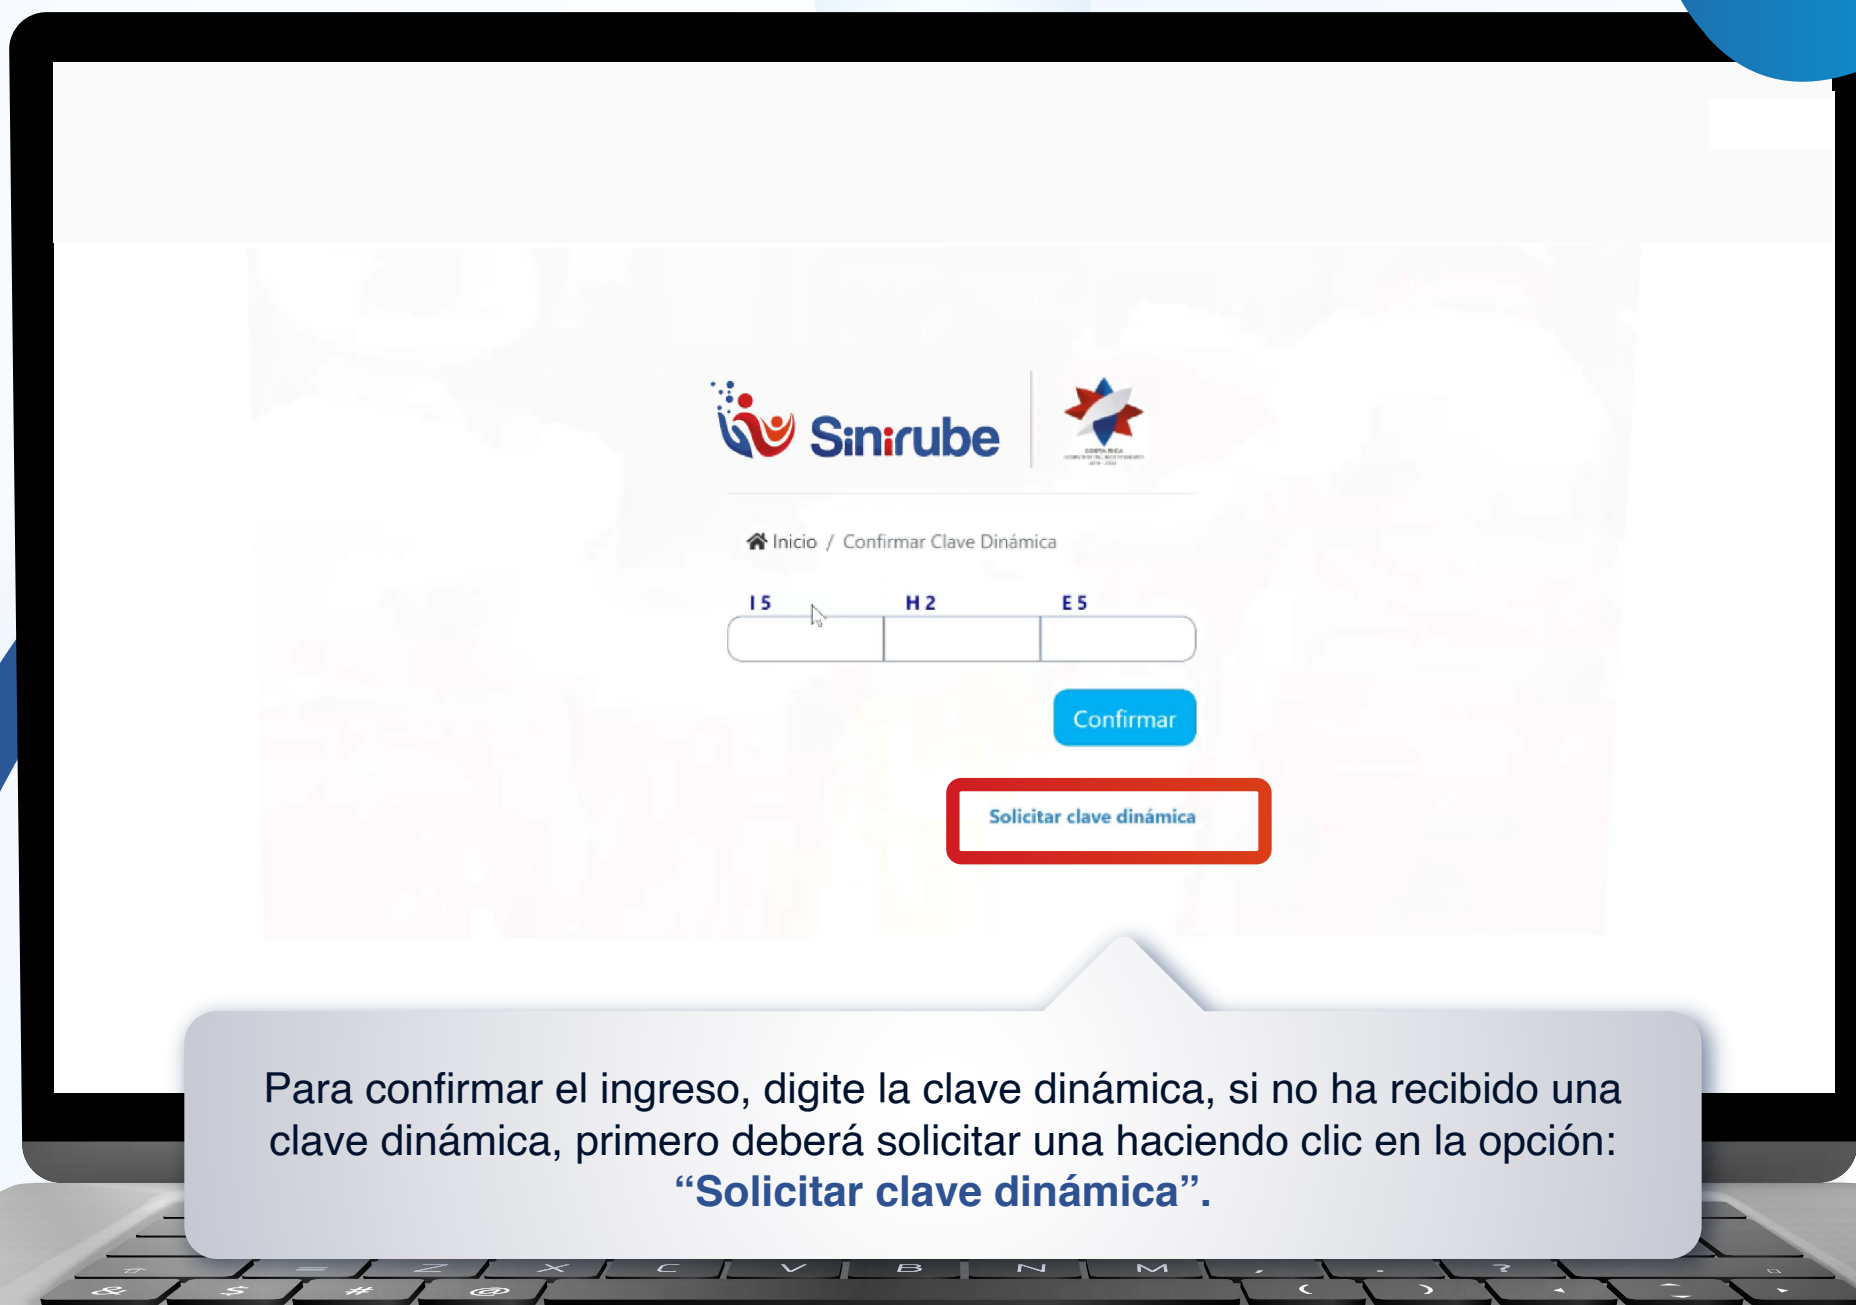 Sinirube
COSTA RICA
Inicio / Confirmar Clave Dinámica
I 5 H 2 E 5
Confirmar
Solicitar clave dinámica
Para confirmar el ingreso, digite la clave dinámica, si no ha recibido una
clave dinámica, primero deberá solicitar una haciendo clic en la opción:
“Solicitar clave dinámica”.
= Z X C V B N M , . ?
& $ # @ ( )